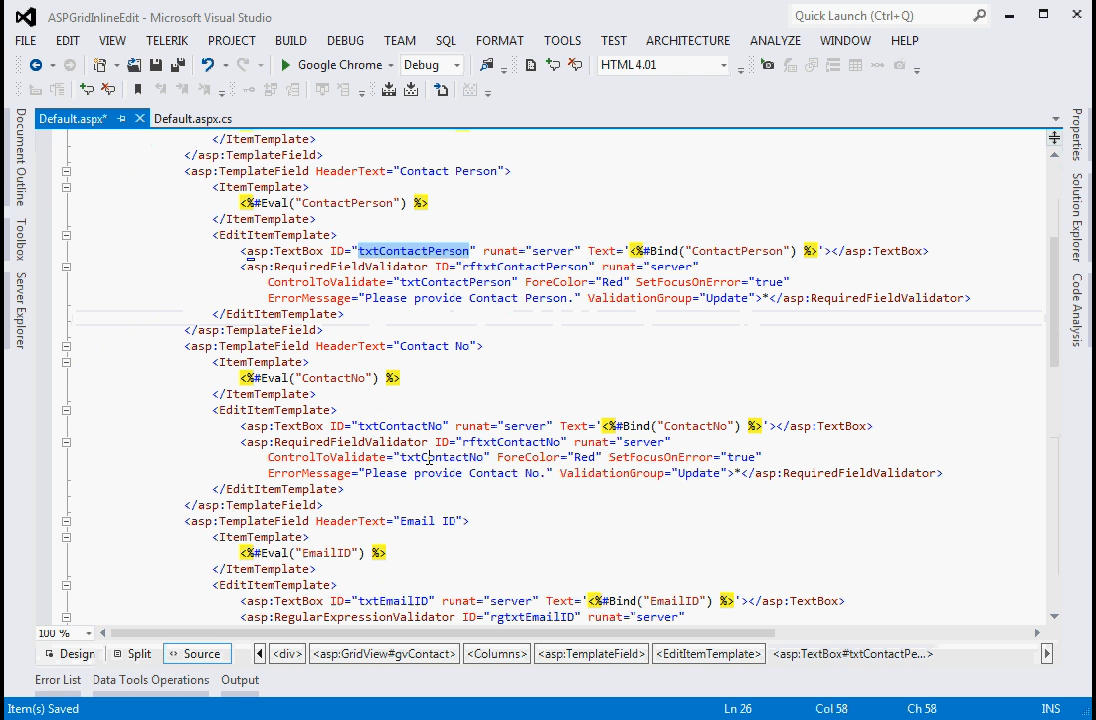 ASPGridInlineEdit - Microsoft Visual Studio
Quick Launch (Ctrl+Q)
FILE EDIT VIEW TELERIK PROJECT BUILD DEBUG TEAM SQL FORMAT TOOLS TEST ARCHITECTURE ANALYZE WINDOW HELP
Google Chrome Debug HTML 4.01
Default.aspx* Default.aspx.cs
Document Outline
Toolbox
Server Explorer
Properties
Solution Explorer
Code Analysis
</ItemTemplate>
</asp:TemplateField>
<asp:TemplateField HeaderText="Contact Person">
<ItemTemplate>
<%#Eval("ContactPerson") %>
</ItemTemplate>
<EditItemTemplate>
<asp:TextBox ID="txtContactPerson" runat="server" Text='<%#Bind("ContactPerson") %>'></asp:TextBox>
<asp:RequiredFieldValidator ID="rftxtContactPerson" runat="server"
ControlToValidate="txtContactPerson" ForeColor="Red" SetFocusOnError="true"
ErrorMessage="Please provice Contact Person." ValidationGroup="Update">*</asp:RequiredFieldValidator>
</EditItemTemplate>
</asp:TemplateField>
<asp:TemplateField HeaderText="Contact No">
<ItemTemplate>
<%#Eval("ContactNo") %>
</ItemTemplate>
<EditItemTemplate>
<asp:TextBox ID="txtContactNo" runat="server" Text='<%#Bind("ContactNo") %>'></asp:TextBox>
<asp:RequiredFieldValidator ID="rftxtContactNo" runat="server"
ControlToValidate="txtContactNo" ForeColor="Red" SetFocusOnError="true"
ErrorMessage="Please provice Contact No." ValidationGroup="Update">*</asp:RequiredFieldValidator>
</EditItemTemplate>
</asp:TemplateField>
<asp:TemplateField HeaderText="Email ID">
<ItemTemplate>
<%#Eval("EmailID") %>
</ItemTemplate>
<EditItemTemplate>
<asp:TextBox ID="txtEmailID" runat="server" Text='<%#Bind("EmailID") %>'></asp:TextBox>
<asp:RegularExpressionValidator ID="rgtxtEmailID" runat="server"
100 %
Design Split Source <div> <asp:GridView#gvContact> <Columns> <asp:TemplateField> <EditItemTemplate> <asp:TextBox#txtContactPe...>
Error List Data Tools Operations Output
Item(s) Saved Ln 26 Col 58 Ch 58 INS